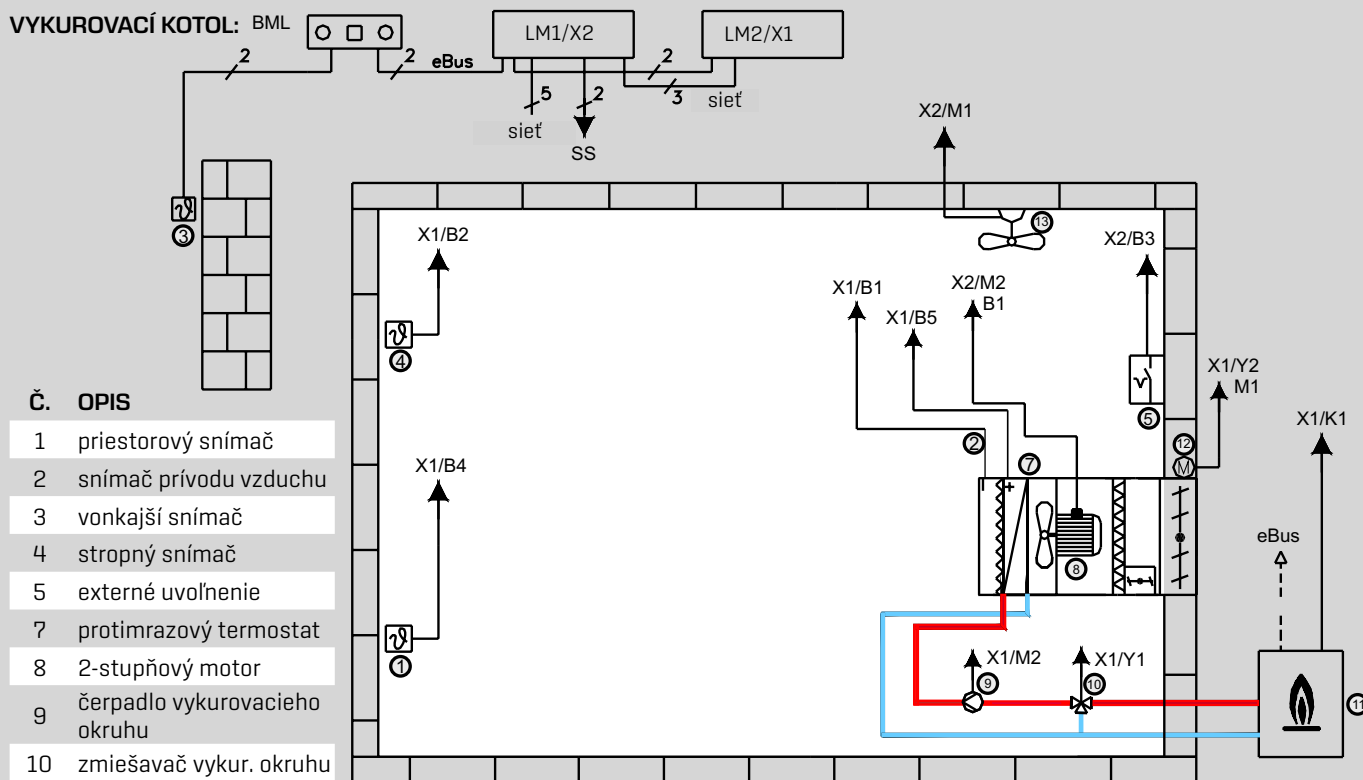 VYKUROVACÍ KOTOL: BML
LM1/X2
LM2/X1
2
2
eBus
2
5
2
3
sieť
sieť
SS
X2/M1
3
13
X1/B2
X2/B3
X1/B1
X2/M2
B1
X1/B5
4
X1/Y2
M1
5
X1/K1
12
M
2
7
X1/B4
8
eBus
1
X1/M2
X1/Y1
9
10
11
Č. OPIS
1 priestorový snímač
2 snímač prívodu vzduchu
3 vonkajší snímač
4 stropný snímač
5 externé uvoľnenie
7 protimrazový termostat
8 2-stupňový motor
9 čerpadlo vykurovacieho
okruhu
10 zmiešavač vykur. okruhu